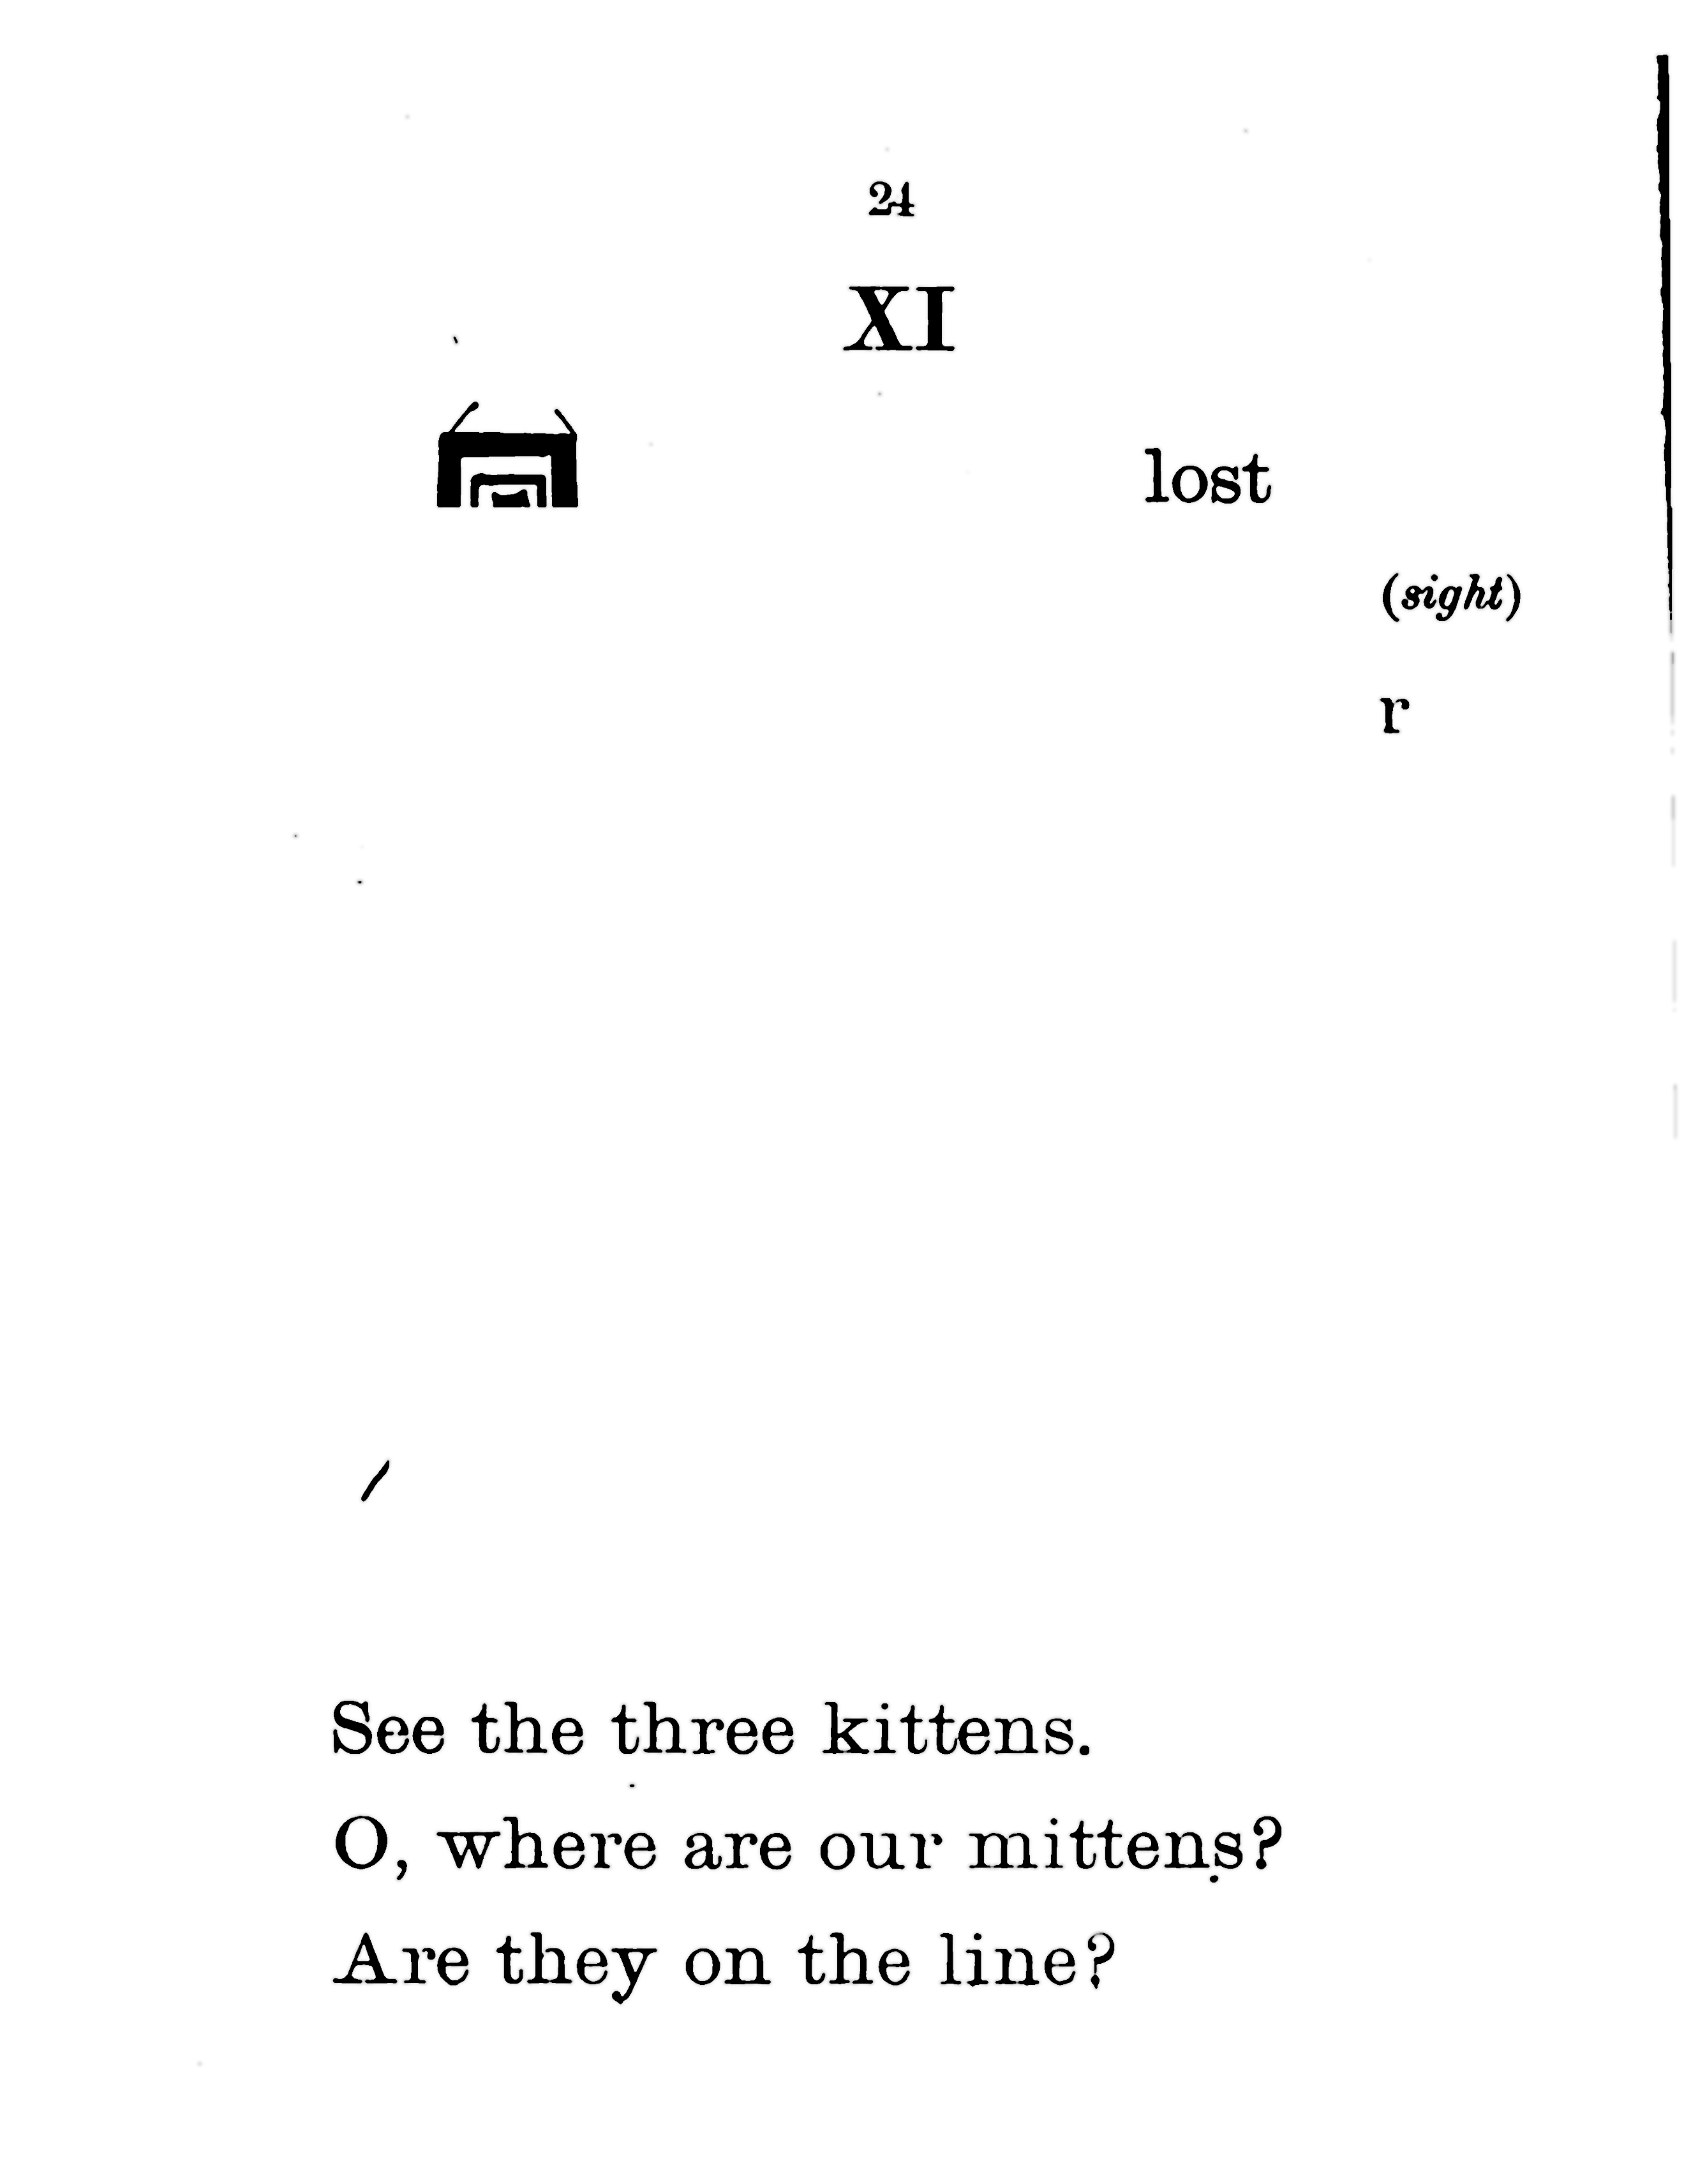 24
XI
lost
(sight)
r
See the three kittens.
O, where are our mittens?
Are they on the line?